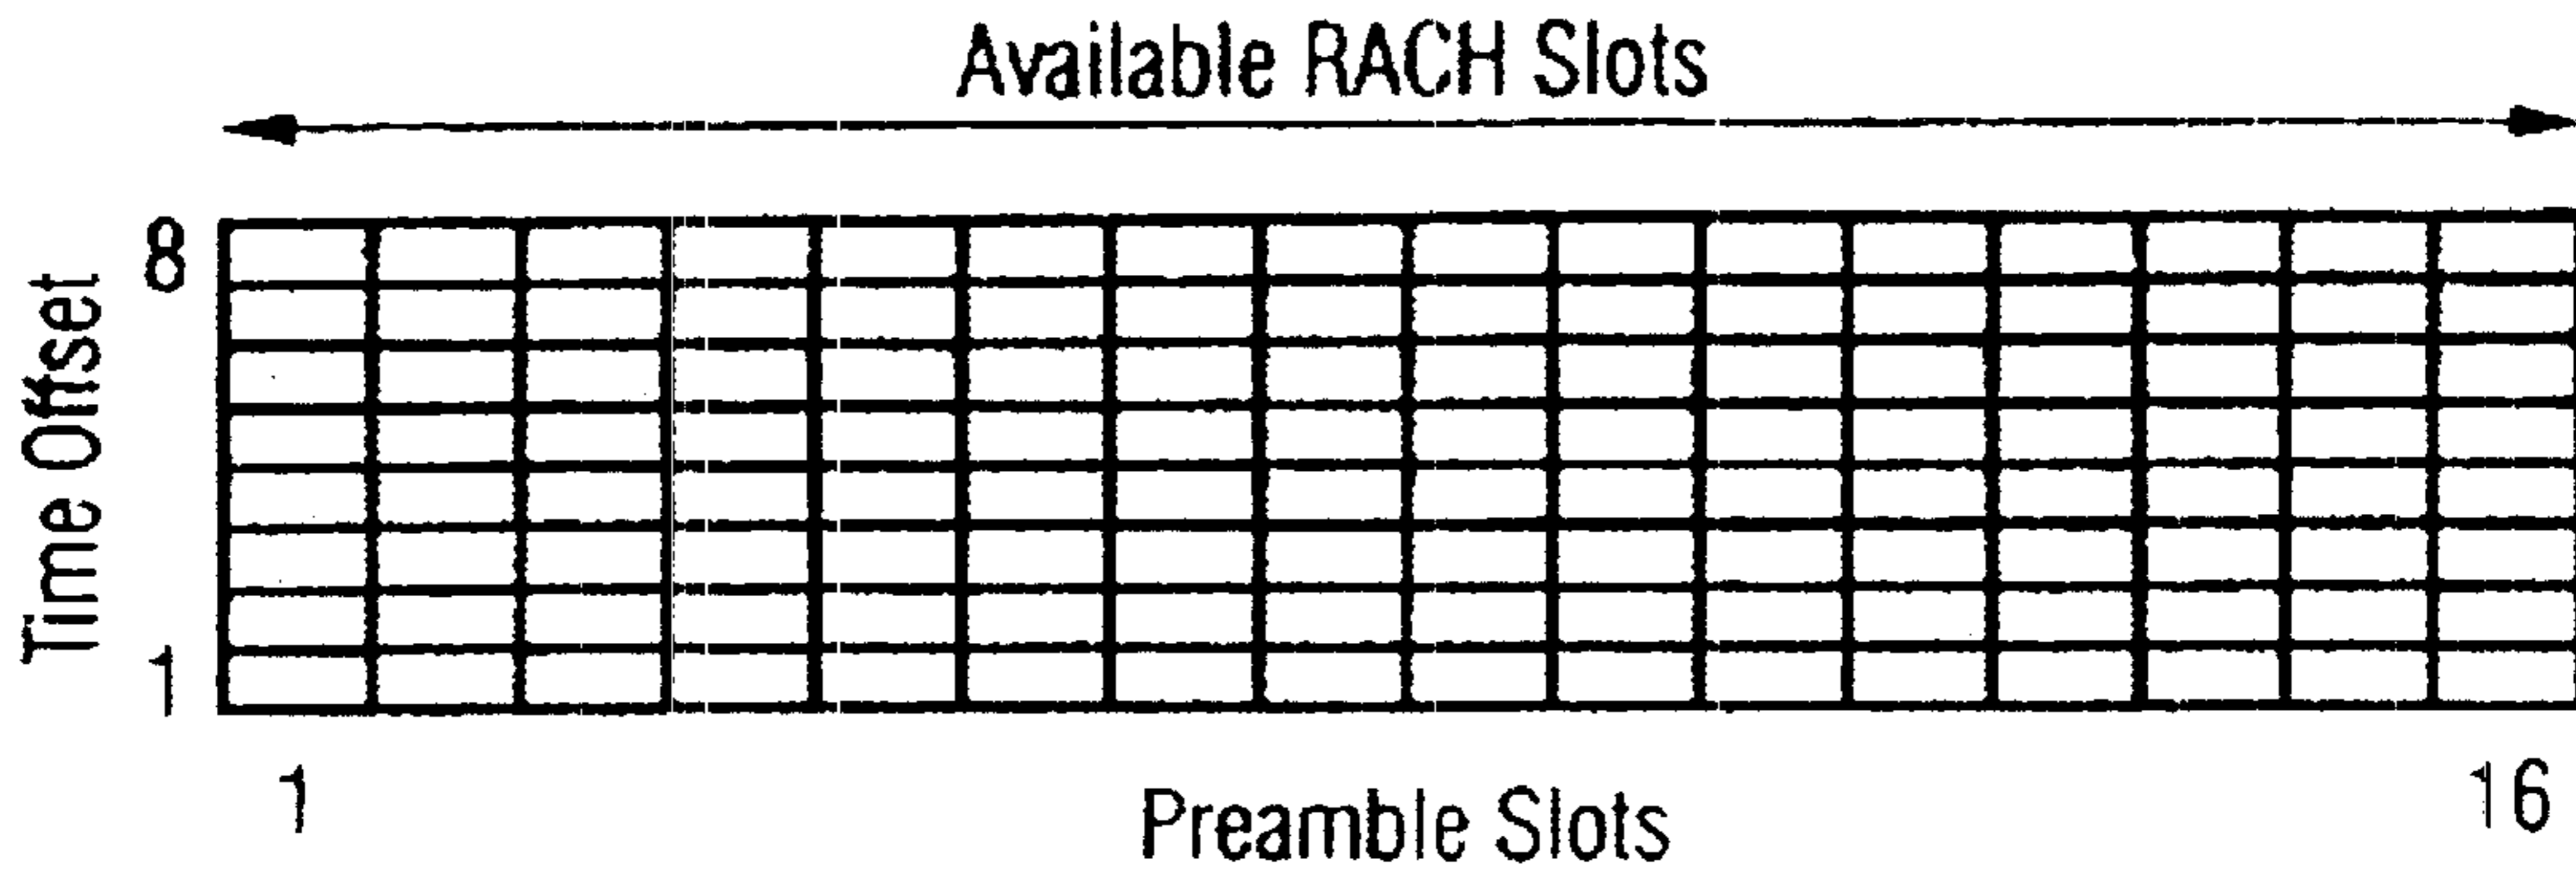 Available RACH Slots
8
Time Offset
1
1
Preamble Slots
16